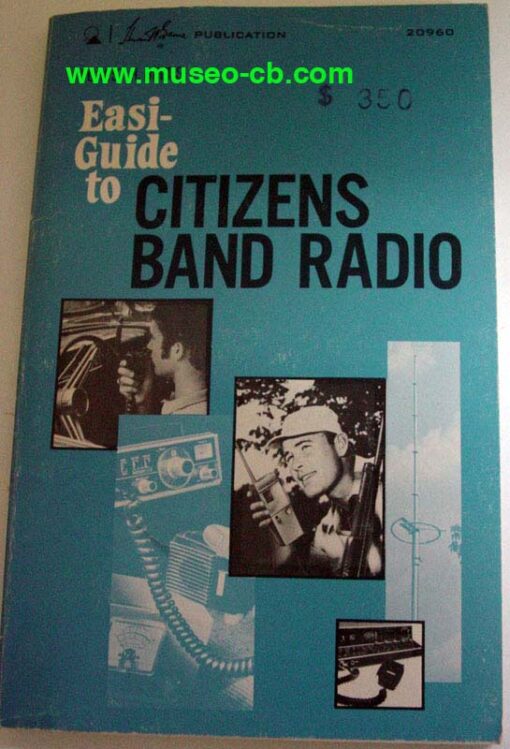 PUBLICATION 20960
www.museo-cb.com
$ 350
Easi-
Guide
to CITIZENS
BAND RADIO